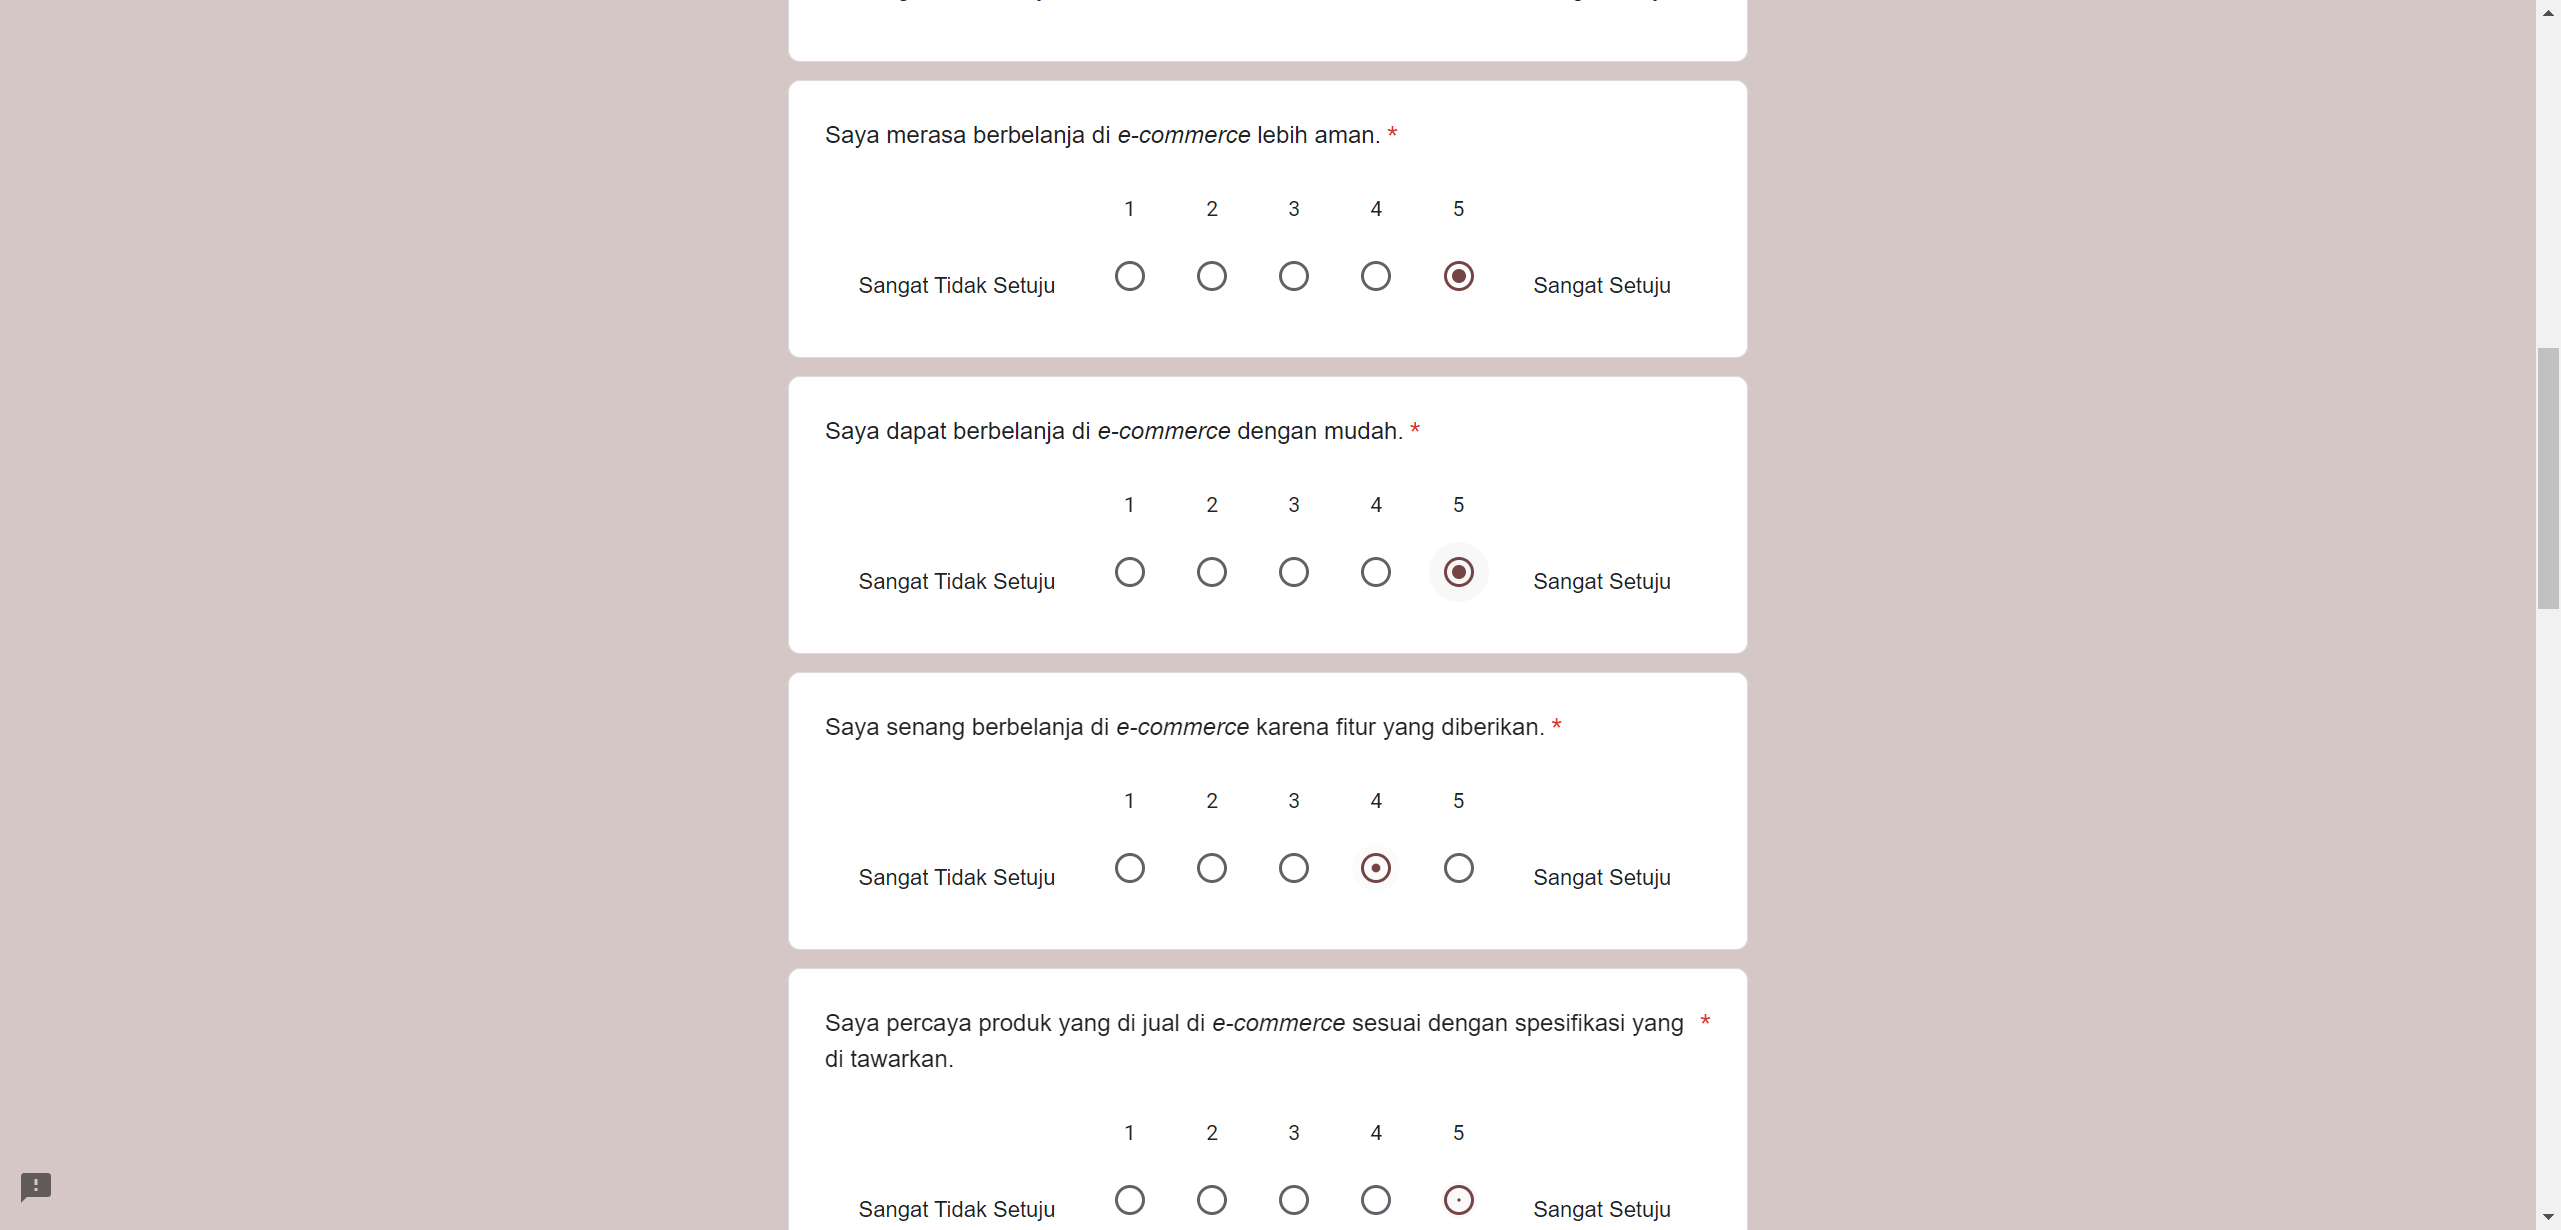 Saya merasa berbelanja di e-commerce lebih aman. *
1 2 3 4 5
Sangat Tidak Setuju Sangat Setuju
Saya dapat berbelanja di e-commerce dengan mudah. *
1 2 3 4 5
Sangat Tidak Setuju Sangat Setuju
Saya senang berbelanja di e-commerce karena fitur yang diberikan. *
1 2 3 4 5
Sangat Tidak Setuju Sangat Setuju
Saya percaya produk yang di jual di e-commerce sesuai dengan spesifikasi yang *
di tawarkan.
1 2 3 4 5
Sangat Tidak Setuju Sangat Setuju